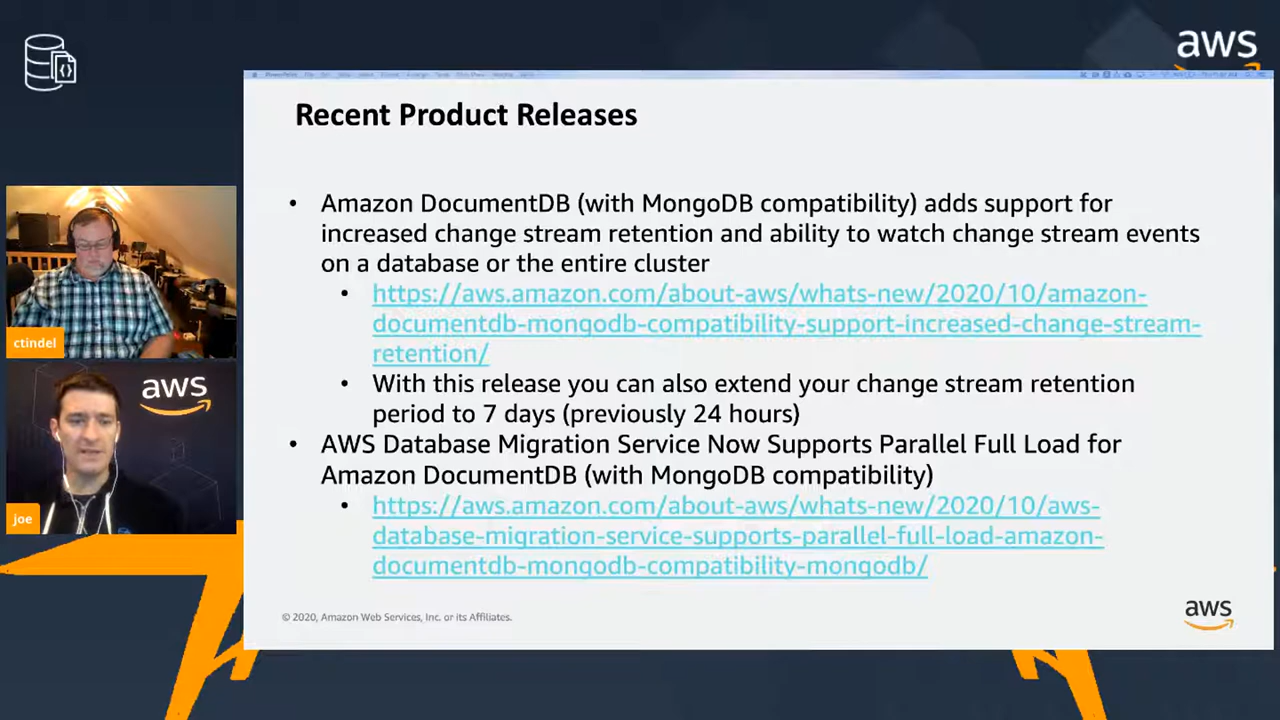 aws
Recent Product Releases
• Amazon DocumentDB (with MongoDB compatibility) adds support for
increased change stream retention and ability to watch change stream events
on a database or the entire cluster
• https://aws.amazon.com/about-aws/whats-new/2020/10/amazon-
documentdb-mongodb-compatibility-support-increased-change-stream-
retention/
• With this release you can also extend your change stream retention
period to 7 days (previously 24 hours)
• AWS Database Migration Service Now Supports Parallel Full Load for
Amazon DocumentDB (with MongoDB compatibility)
• https://aws.amazon.com/about-aws/whats-new/2020/10/aws-
database-migration-service-supports-parallel-full-load-amazon-
documentdb-mongodb-compatibility-mongodb/
© 2020, Amazon Web Services, Inc. or its Affiliates.
aws
ctindel
aws
joe